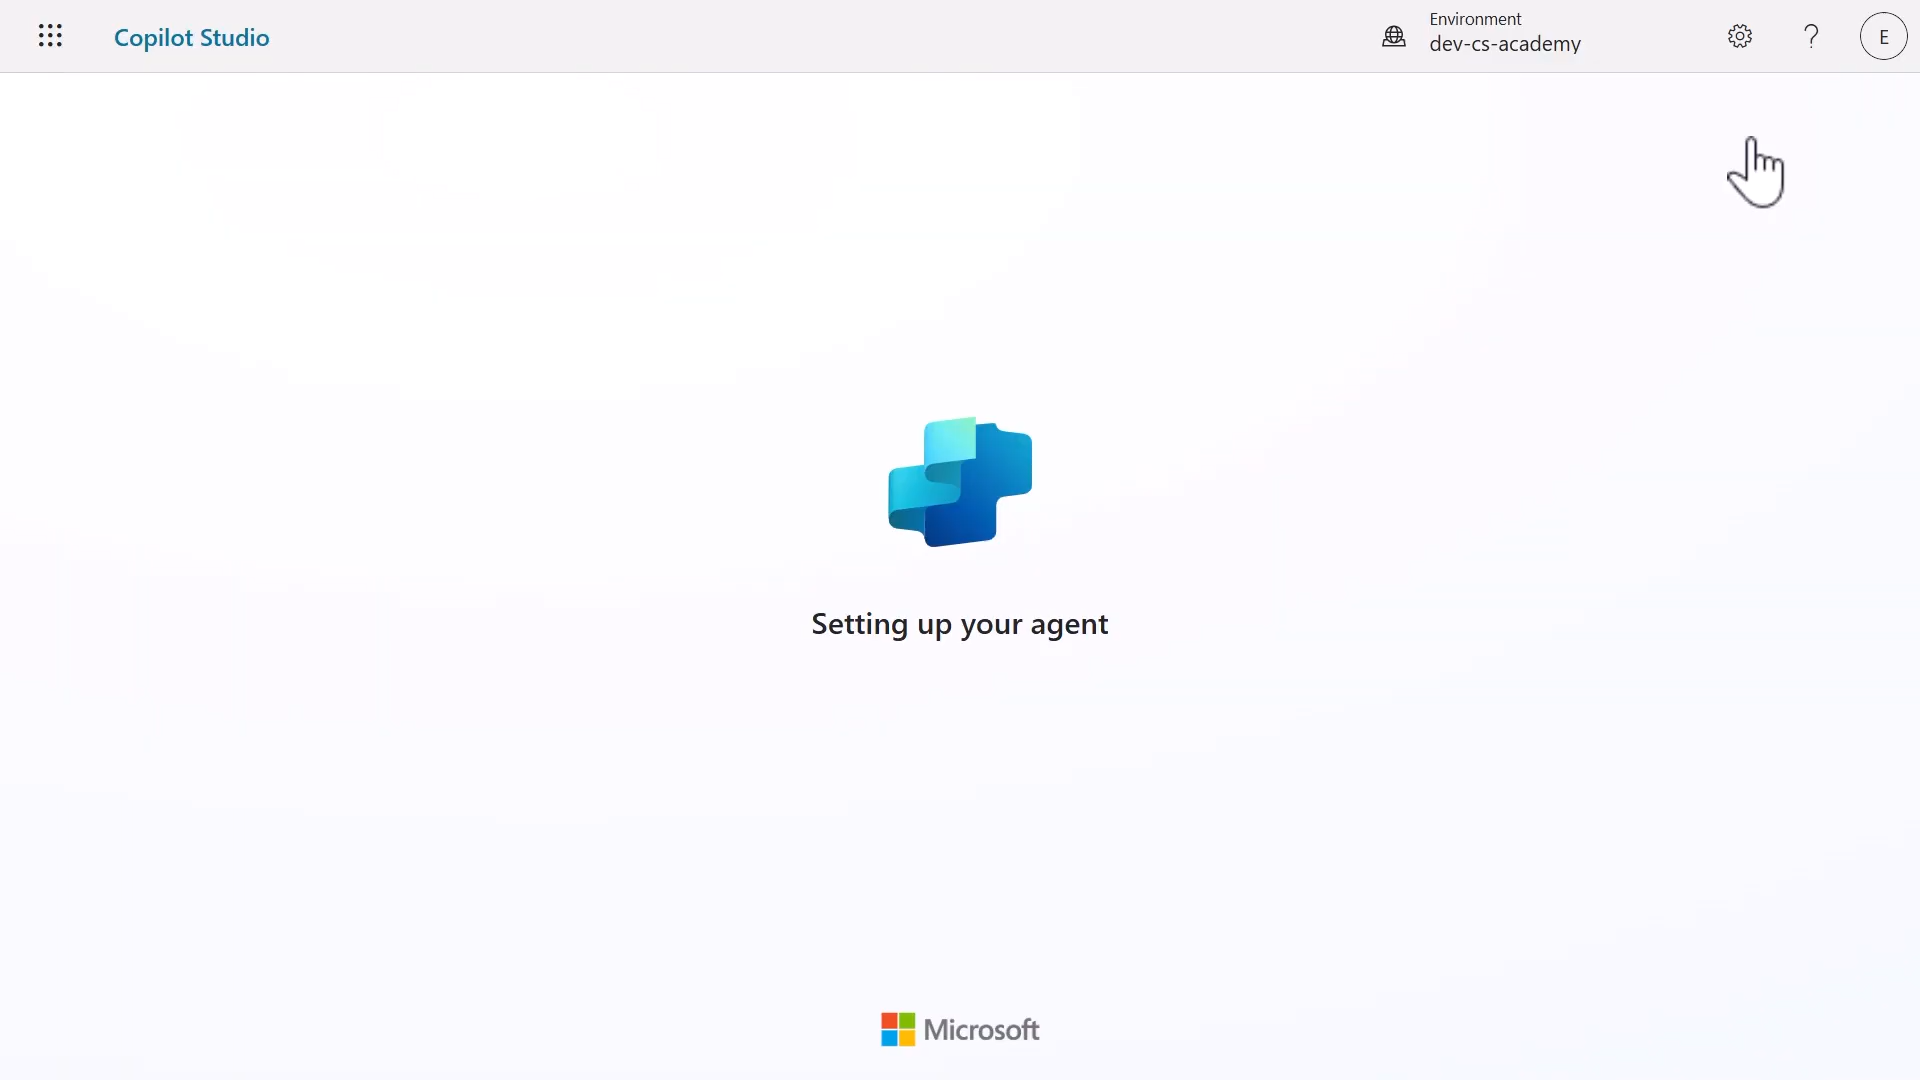 Copilot Studio
Environment
dev-cs-academy
?
E
Setting up your agent
Microsoft